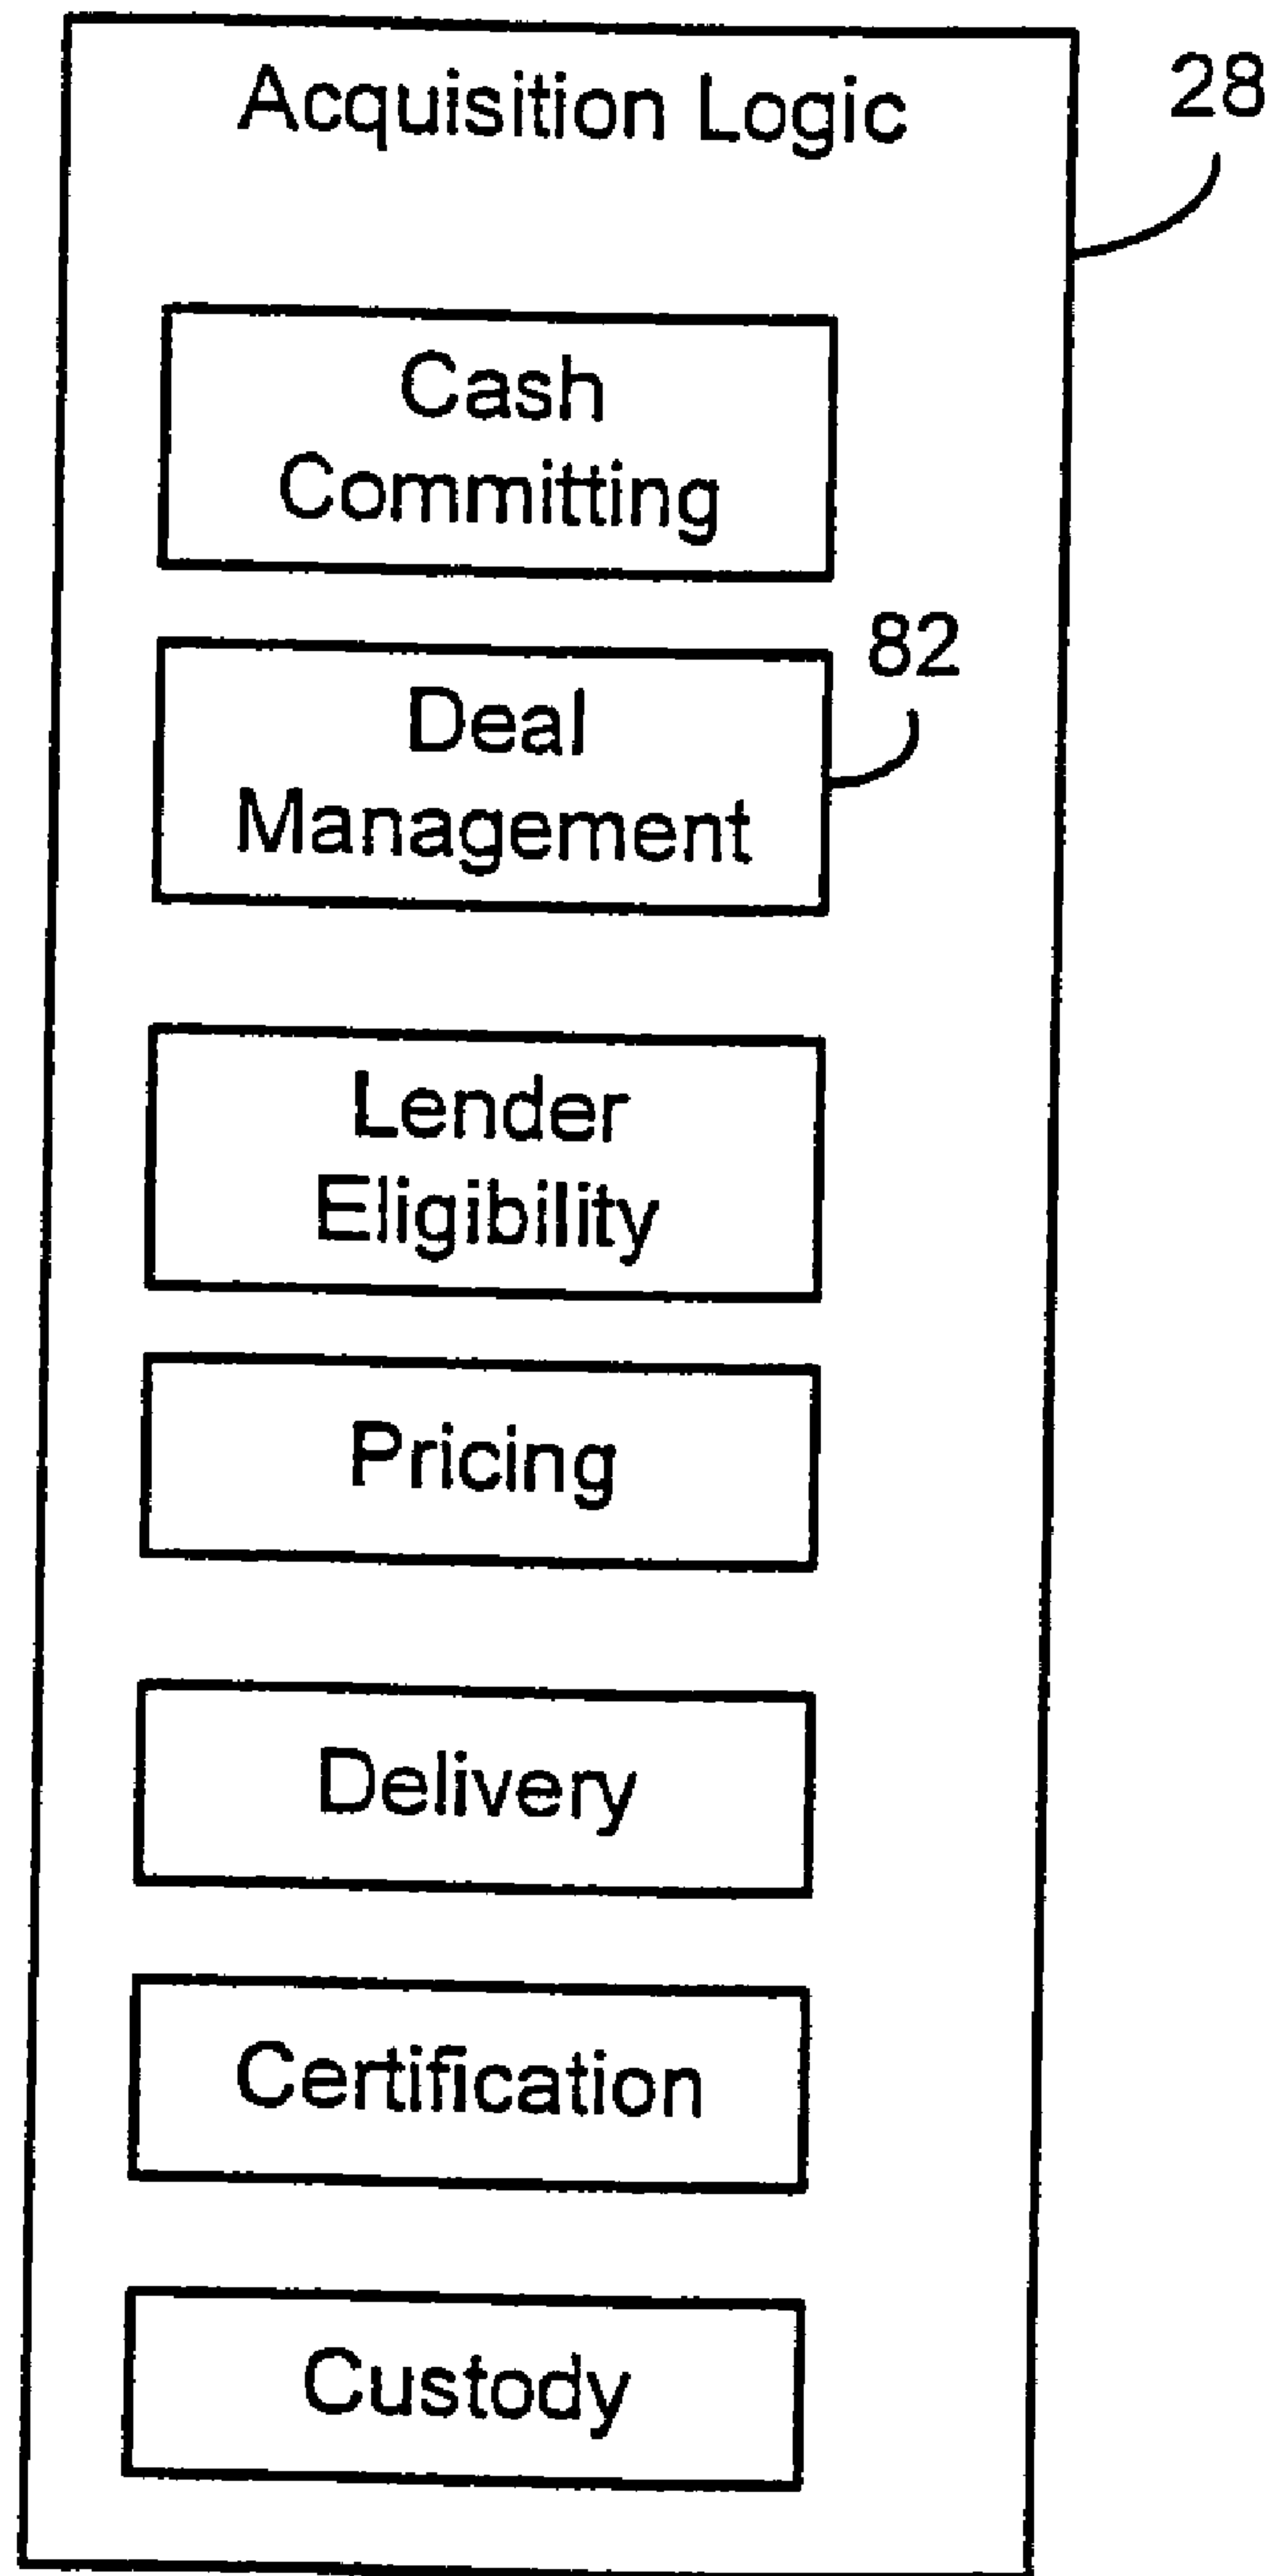 Acquisition Logic
28
Cash
Committing
82
Deal
Management
Lender
Eligibility
Pricing
Delivery
Certification
Custody